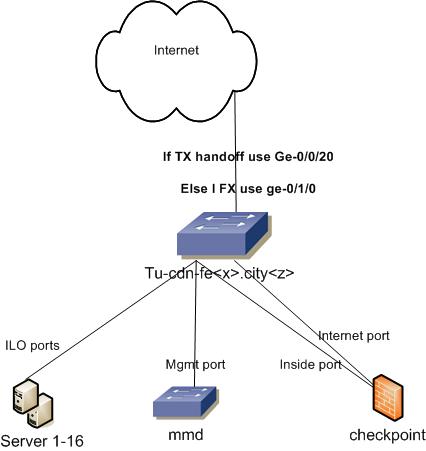 Internet
If TX handoff use Ge-0/0/20
Else I FX use ge-0/1/0
Tu-cdn-fe<x>.city<z>
ILO ports
Mgmt port
Inside port
Internet port
Server 1-16
mmd
checkpoint